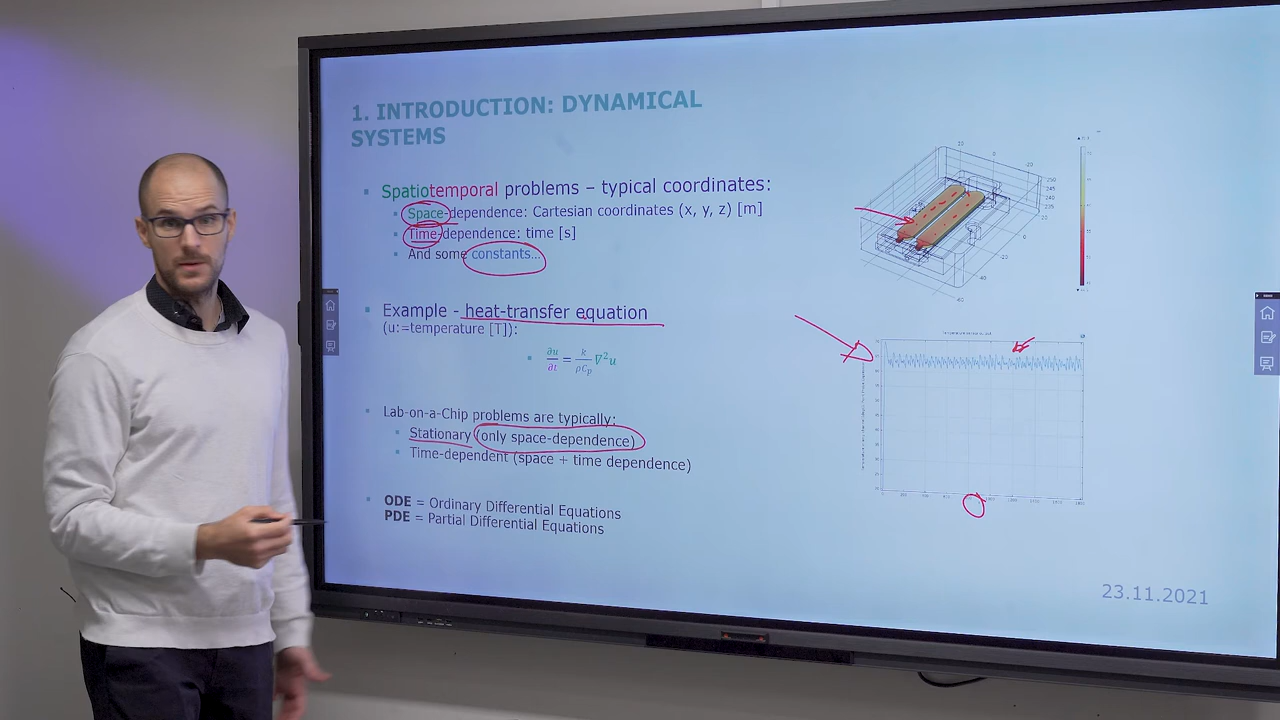 1. INTRODUCTION: DYNAMICAL
SYSTEMS
Spatiotemporal problems – typical coordinates:
Space-dependence: Cartesian coordinates (x, y, z) [m]
Time-dependence: time [s]
And some constants...
Example - heat-transfer equation
(u:=temperature [T]):
∂u/∂t = k/ρCₚ ∇²u
Lab-on-a-Chip problems are typically:
Stationary (only space-dependence)
Time-dependent (space + time dependence)
ODE = Ordinary Differential Equations
PDE = Partial Differential Equations
23.11.2021